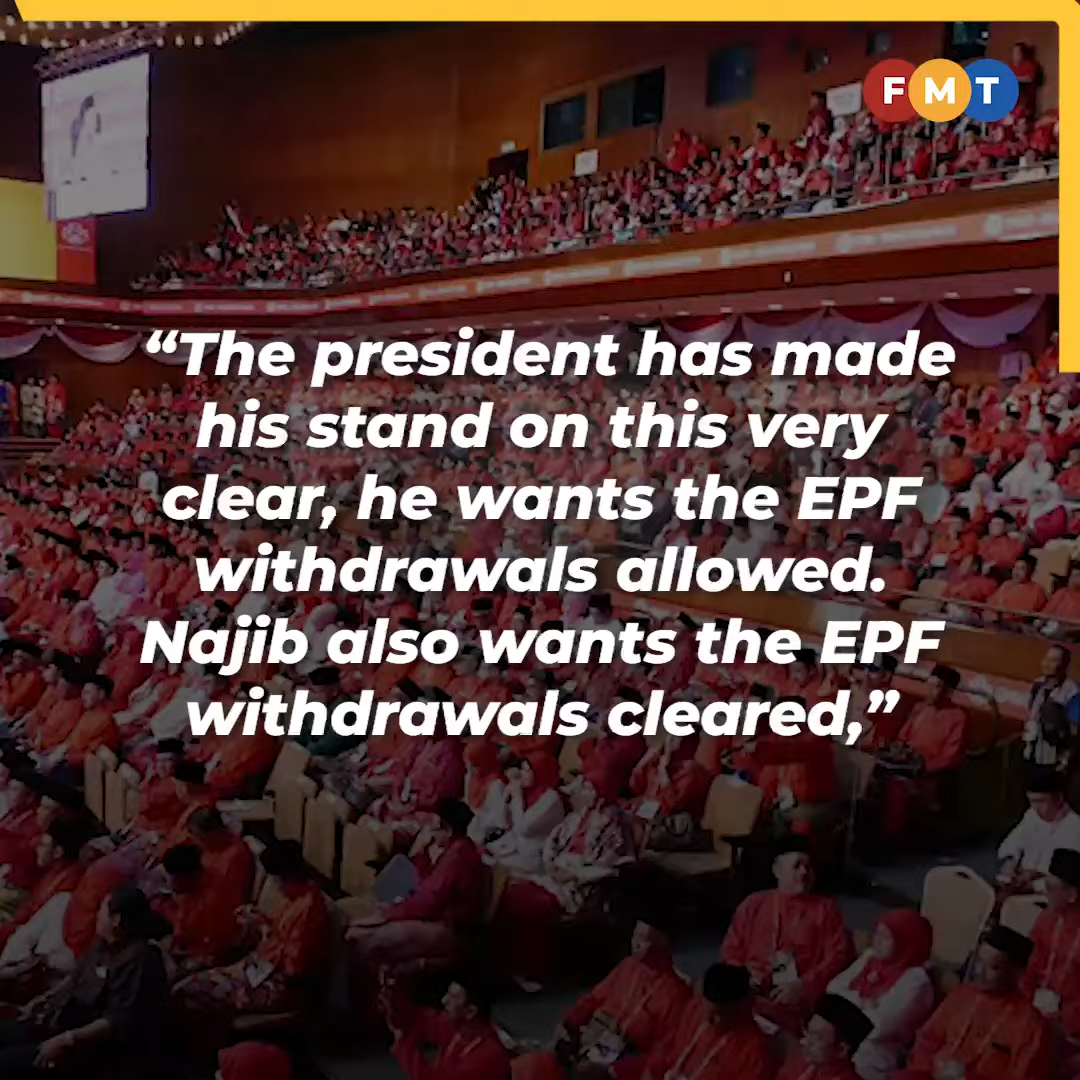 FMT
“The president has made
his stand on this very
clear, he wants the EPF
withdrawals allowed.
Najib also wants the EPF
withdrawals cleared,”